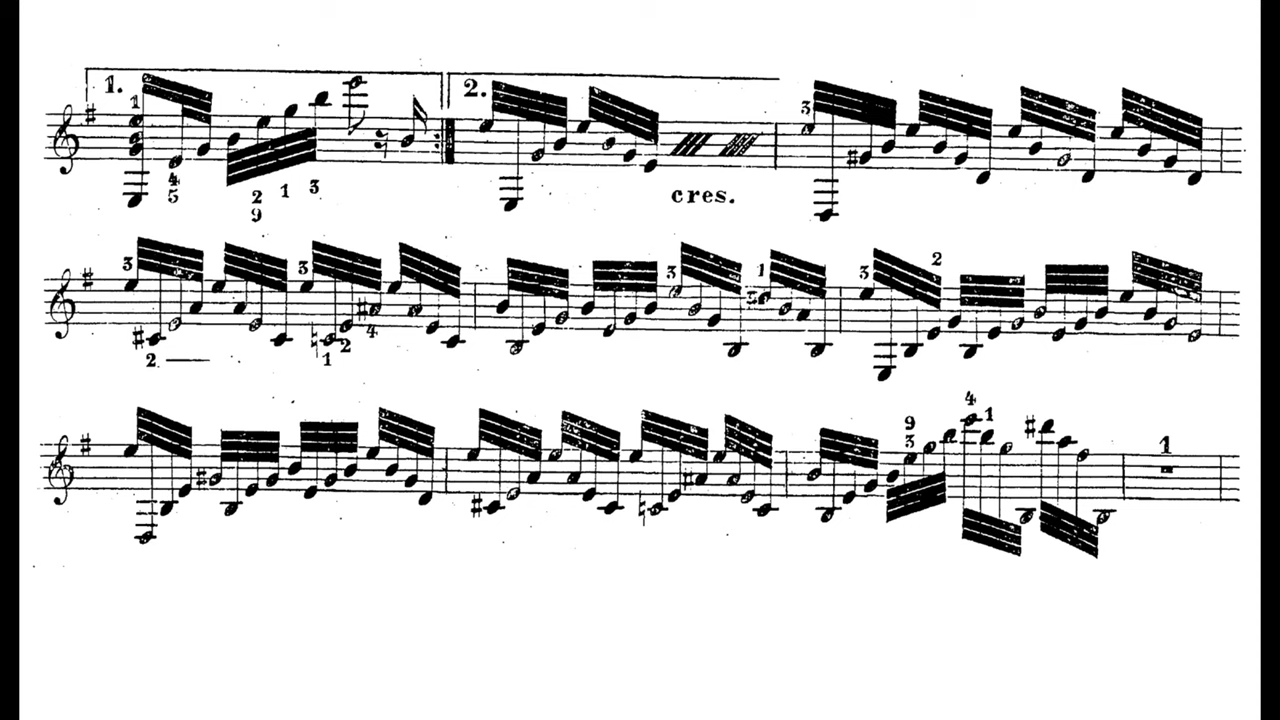 1. 2.
1 3
4 2 1 3
5 9
cres.
3 3 3 1 3 2
2 1 2 4
4
9 1
3
1